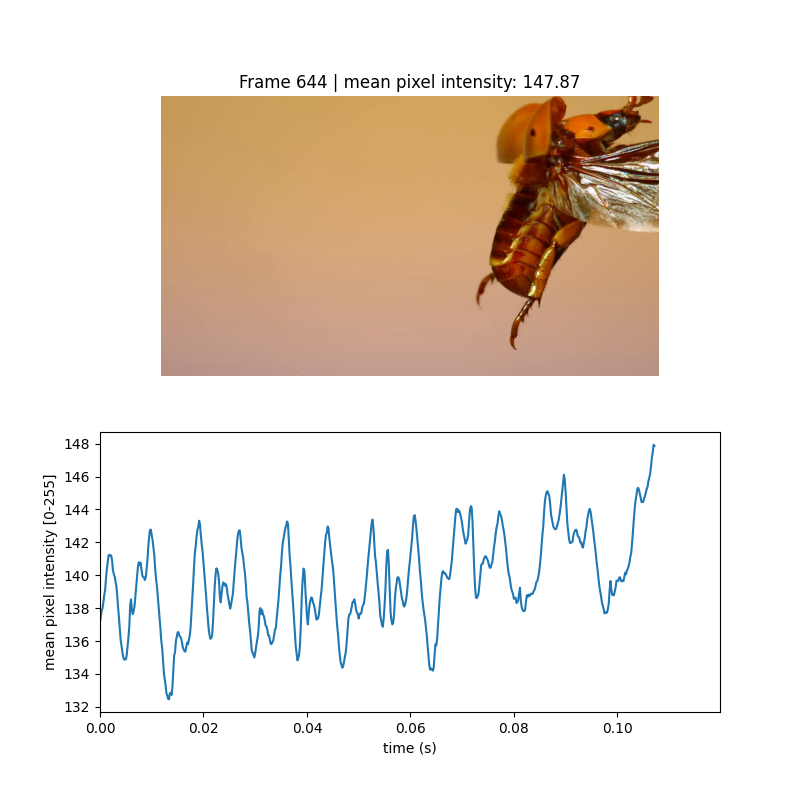 Frame 644 | mean pixel intensity: 147.87
148
146
144
142
140
138
136
134
132
mean pixel intensity [0-255]
0.00 0.02 0.04 0.06 0.08 0.10
time (s)